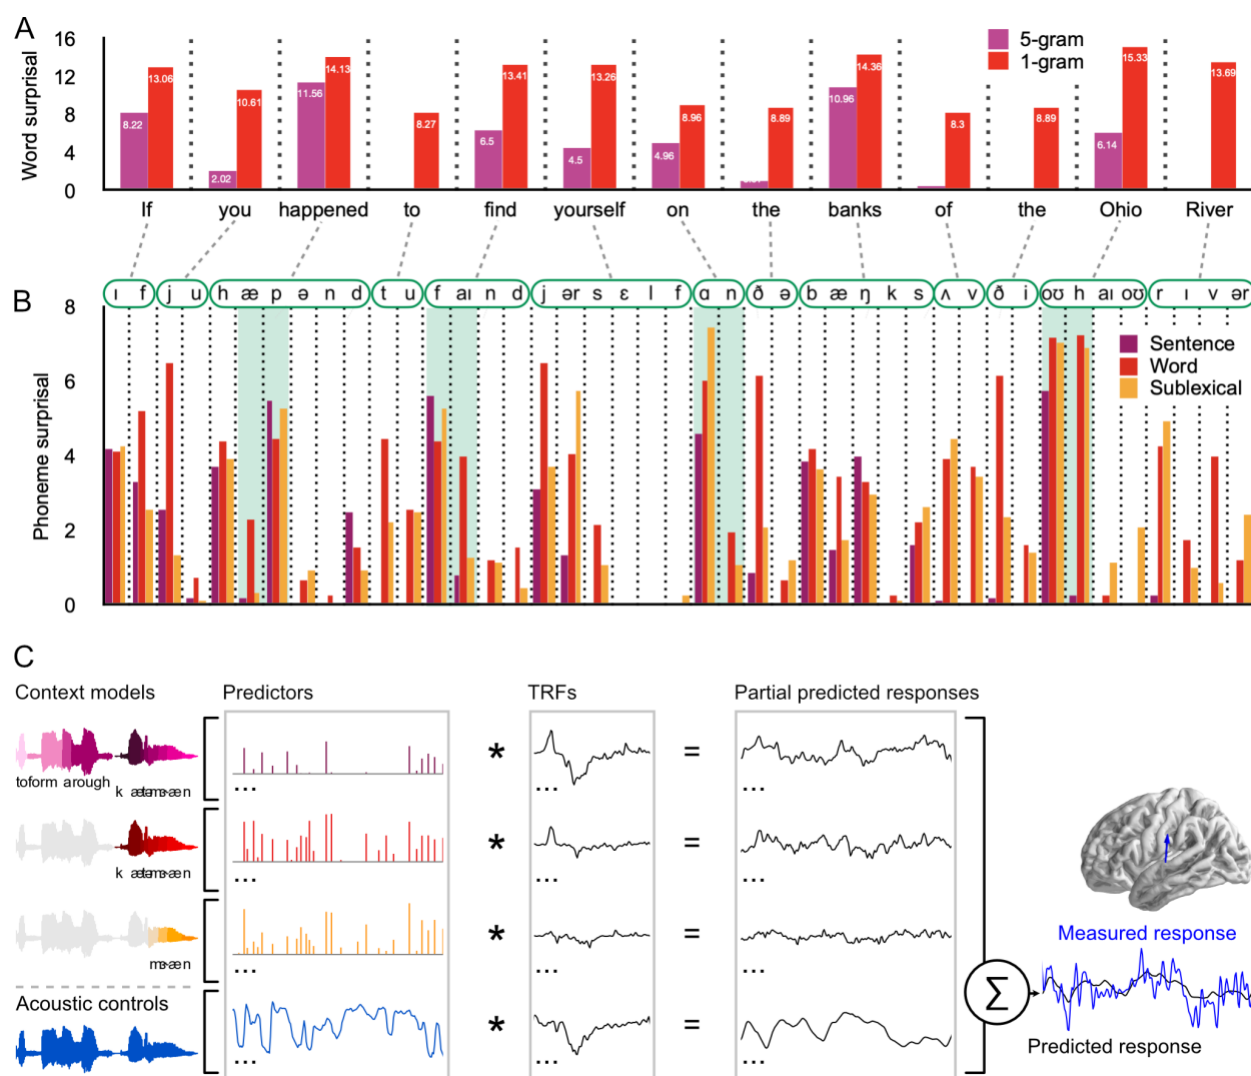 A
Word surprisal
16
12
8
4
0
5-gram
1-gram
8.22 13.06 2.02 10.61 11.56 14.13 8.27 6.5 13.41 4.5 13.26 4.96 8.96 8.89 10.96 14.36 8.3 8.89 6.14 15.33 13.69
If you happened to find yourself on the banks of the Ohio River
B
ɪ f j u h æ p ə n d t u f aɪ n d j ər s ɛ l f ɑ n ð ə b æ ŋ k s ʌ v ð i oʊ h aɪ oʊ r ɪ v ər
Phoneme surprisal
8
6
4
2
0
Sentence
Word
Sublexical
C
Context models Predictors TRFs Partial predicted responses
* =
toform arough
k
... ... ...
* =
k
... ... ...
* =
... ... ...
Acoustic controls
* =
... ... ...
Σ
Measured response
Predicted response